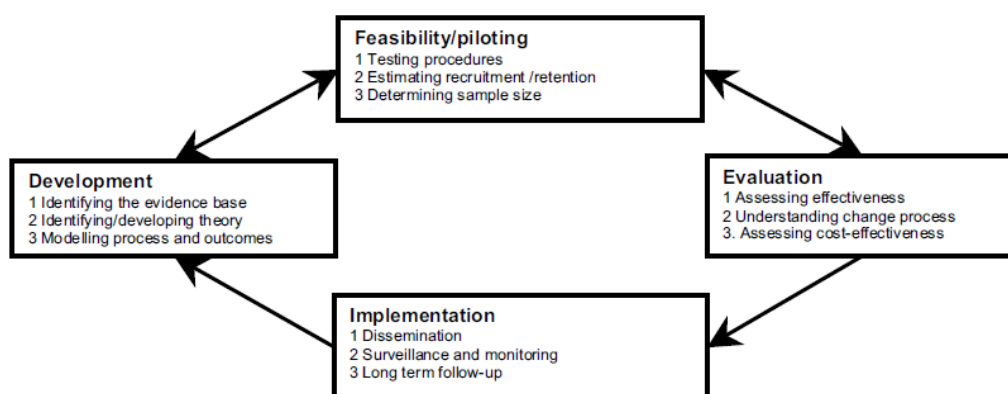 Feasibility/piloting
1 Testing procedures
2 Estimating recruitment /retention
3 Determining sample size
Development
1 Identifying the evidence base
2 Identifying/developing theory
3 Modelling process and outcomes
Evaluation
1 Assessing effectiveness
2 Understanding change process
3. Assessing cost-effectiveness
Implementation
1 Dissemination
2 Surveillance and monitoring
3 Long term follow-up